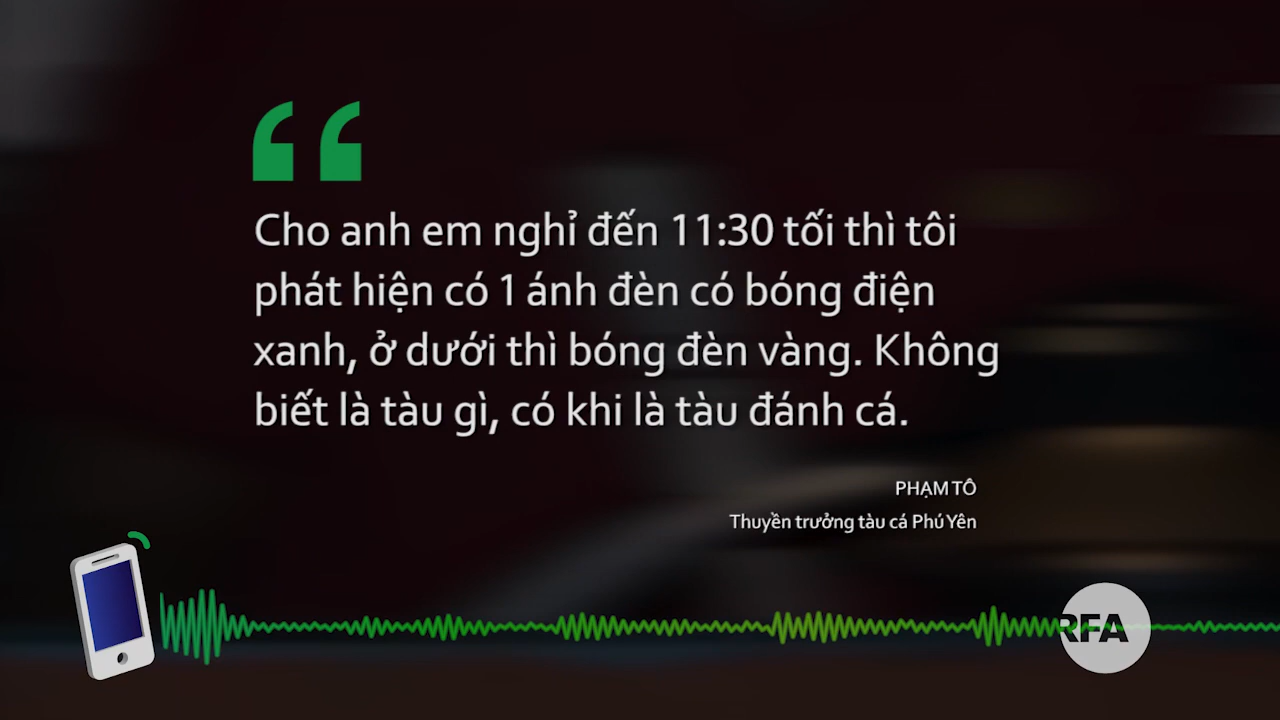 Cho anh em nghỉ đến 11:30 tối thì tôi
phát hiện có 1 ánh đèn có bóng điện
xanh, ở dưới thì bóng đèn vàng. Không
biết là tàu gì, có khi là tàu đánh cá.
PHẠM TÔ
Thuyền trưởng tàu cá Phú Yên
RFA